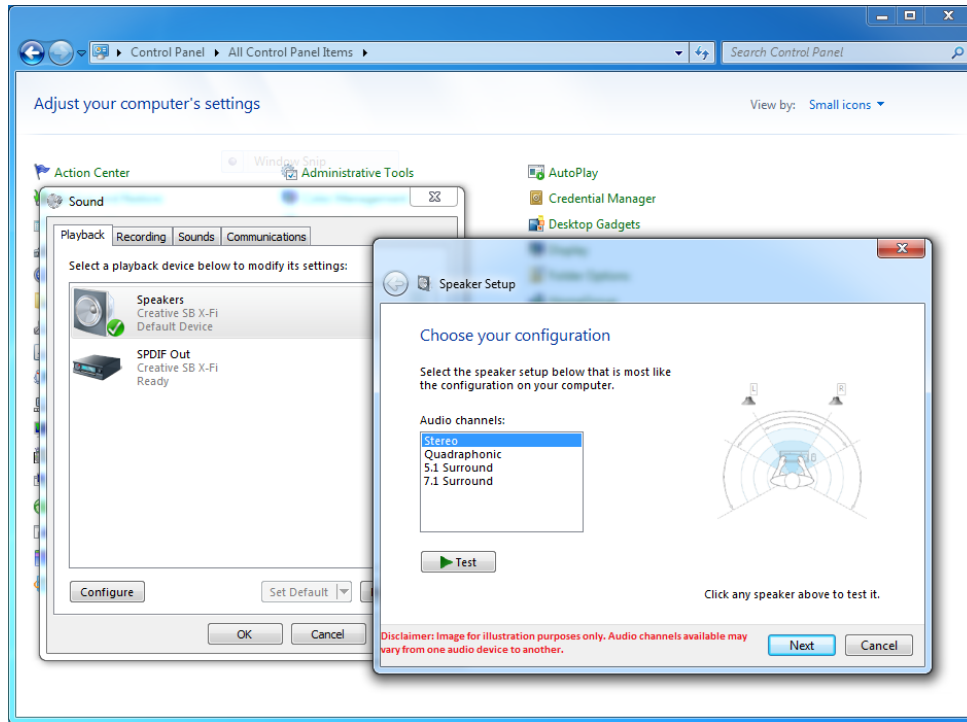 Control Panel All Control Panel Items
Search Control Panel
Adjust your computer's settings
View by: Small icons
Window Snip
Action Center
Administrative Tools
AutoPlay
Credential Manager
Desktop Gadgets
Display
Folder Options
Sound
Playback Recording Sounds Communications
Select a playback device below to modify its settings:
Speakers
Creative SB X-Fi
Default Device
SPDIF Out
Creative SB X-Fi
Ready
Configure
Set Default
OK
Cancel
Speaker Setup
Choose your configuration
Select the speaker setup below that is most like
the configuration on your computer.
Audio channels:
Stereo
Quadraphonic
5.1 Surround
7.1 Surround
L
R
Test
Click any speaker above to test it.
Disclaimer: Image for illustration purposes only. Audio channels available may
vary from one audio device to another.
Next
Cancel